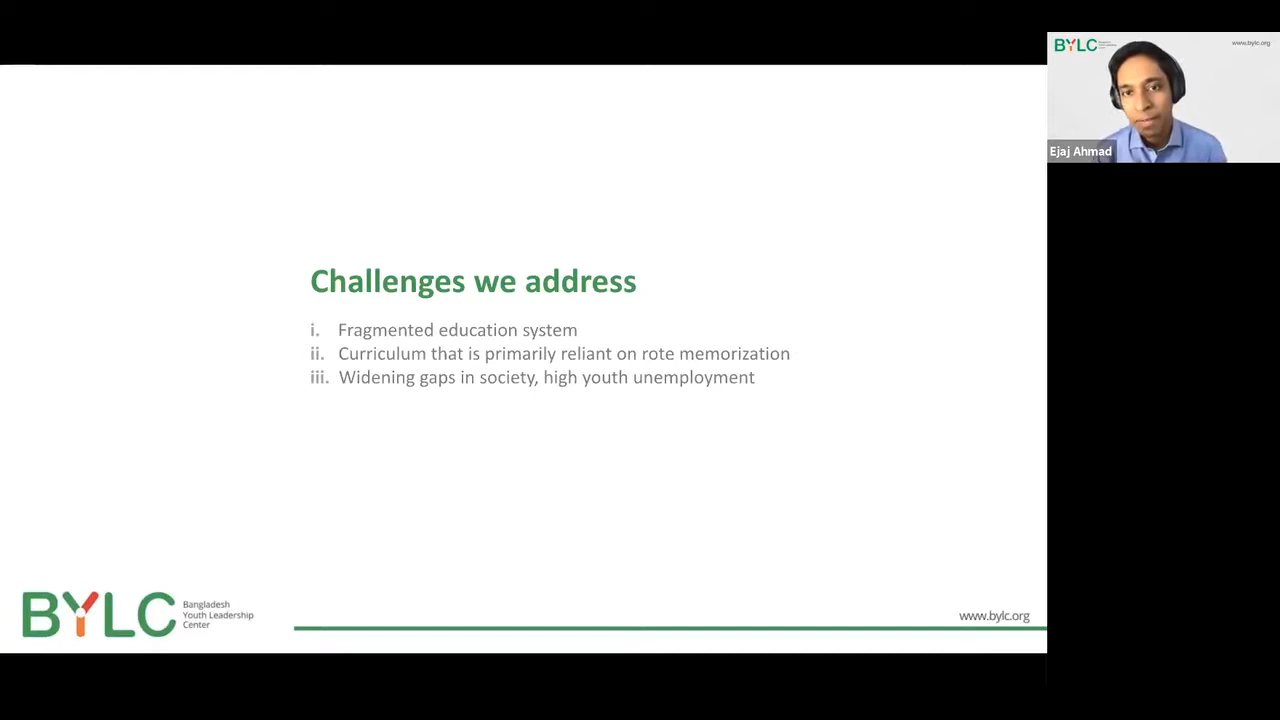 Challenges we address
i. Fragmented education system
ii. Curriculum that is primarily reliant on rote memorization
iii. Widening gaps in society, high youth unemployment
BYLC
Bangladesh
Youth Leadership
Center
www.bylc.org
BYLC
www.bylc.org
Ejaj Ahmad